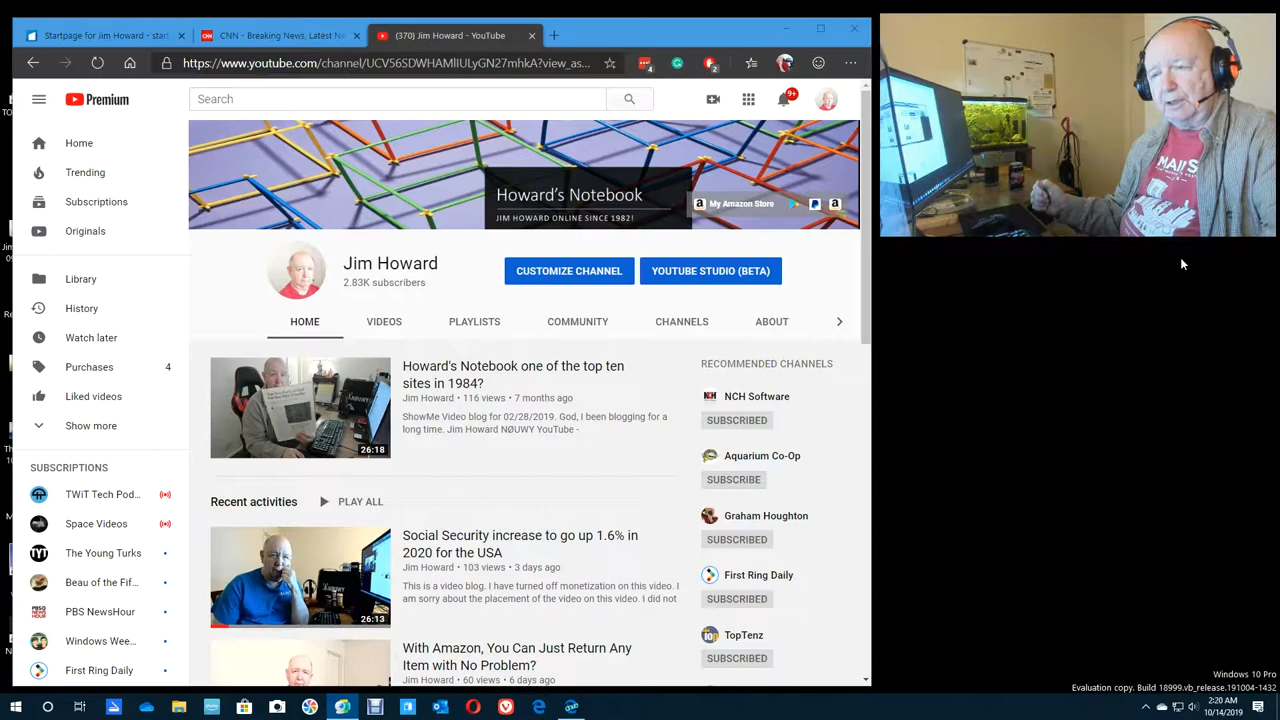 Startpage for Jim Howard - star
CNN - Breaking News, Latest Ne
(370) Jim Howard - YouTube
https://www.youtube.com/channel/UCV56SDWHAMlIULyGN27mhkA?view_as...
4
2
Premium
Search
9+
Home
Trending
Subscriptions
Originals
Library
History
Watch later
Purchases 4
Liked videos
Show more
SUBSCRIPTIONS
TWiT Tech Pod...
Space Videos
The Young Turks
Beau of the Fif...
PBS NewsHour
Windows Wee...
First Ring Daily
Howard's Notebook
JIM HOWARD ONLINE SINCE 1982!
My Amazon Store
Jim Howard
2.83K subscribers
CUSTOMIZE CHANNEL
YOUTUBE STUDIO (BETA)
HOME VIDEOS PLAYLISTS COMMUNITY CHANNELS ABOUT
26:18
Howard's Notebook one of the top ten
sites in 1984?
Jim Howard • 116 views • 7 months ago
ShowMe Video blog for 02/28/2019. God, I been blogging for a
long time. Jim Howard NØUWY YouTube -
Recent activities PLAY ALL
26:13
Social Security increase to go up 1.6% in
2020 for the USA
Jim Howard • 103 views • 3 days ago
This is a video blog. I have turned off monetization on this video. I
am sorry about the placement of the video on this video. I did not
With Amazon, You Can Just Return Any
Item with No Problem?
Jim Howard • 60 views • 6 days ago
RECOMMENDED CHANNELS
NCH Software
SUBSCRIBED
Aquarium Co-Op
SUBSCRIBE
Graham Houghton
SUBSCRIBED
First Ring Daily
SUBSCRIBED
TopTenz
SUBSCRIBED
Windows 10 Pro
Evaluation copy. Build 18999.vb_release.191004-1432
2:20 AM
10/14/2019